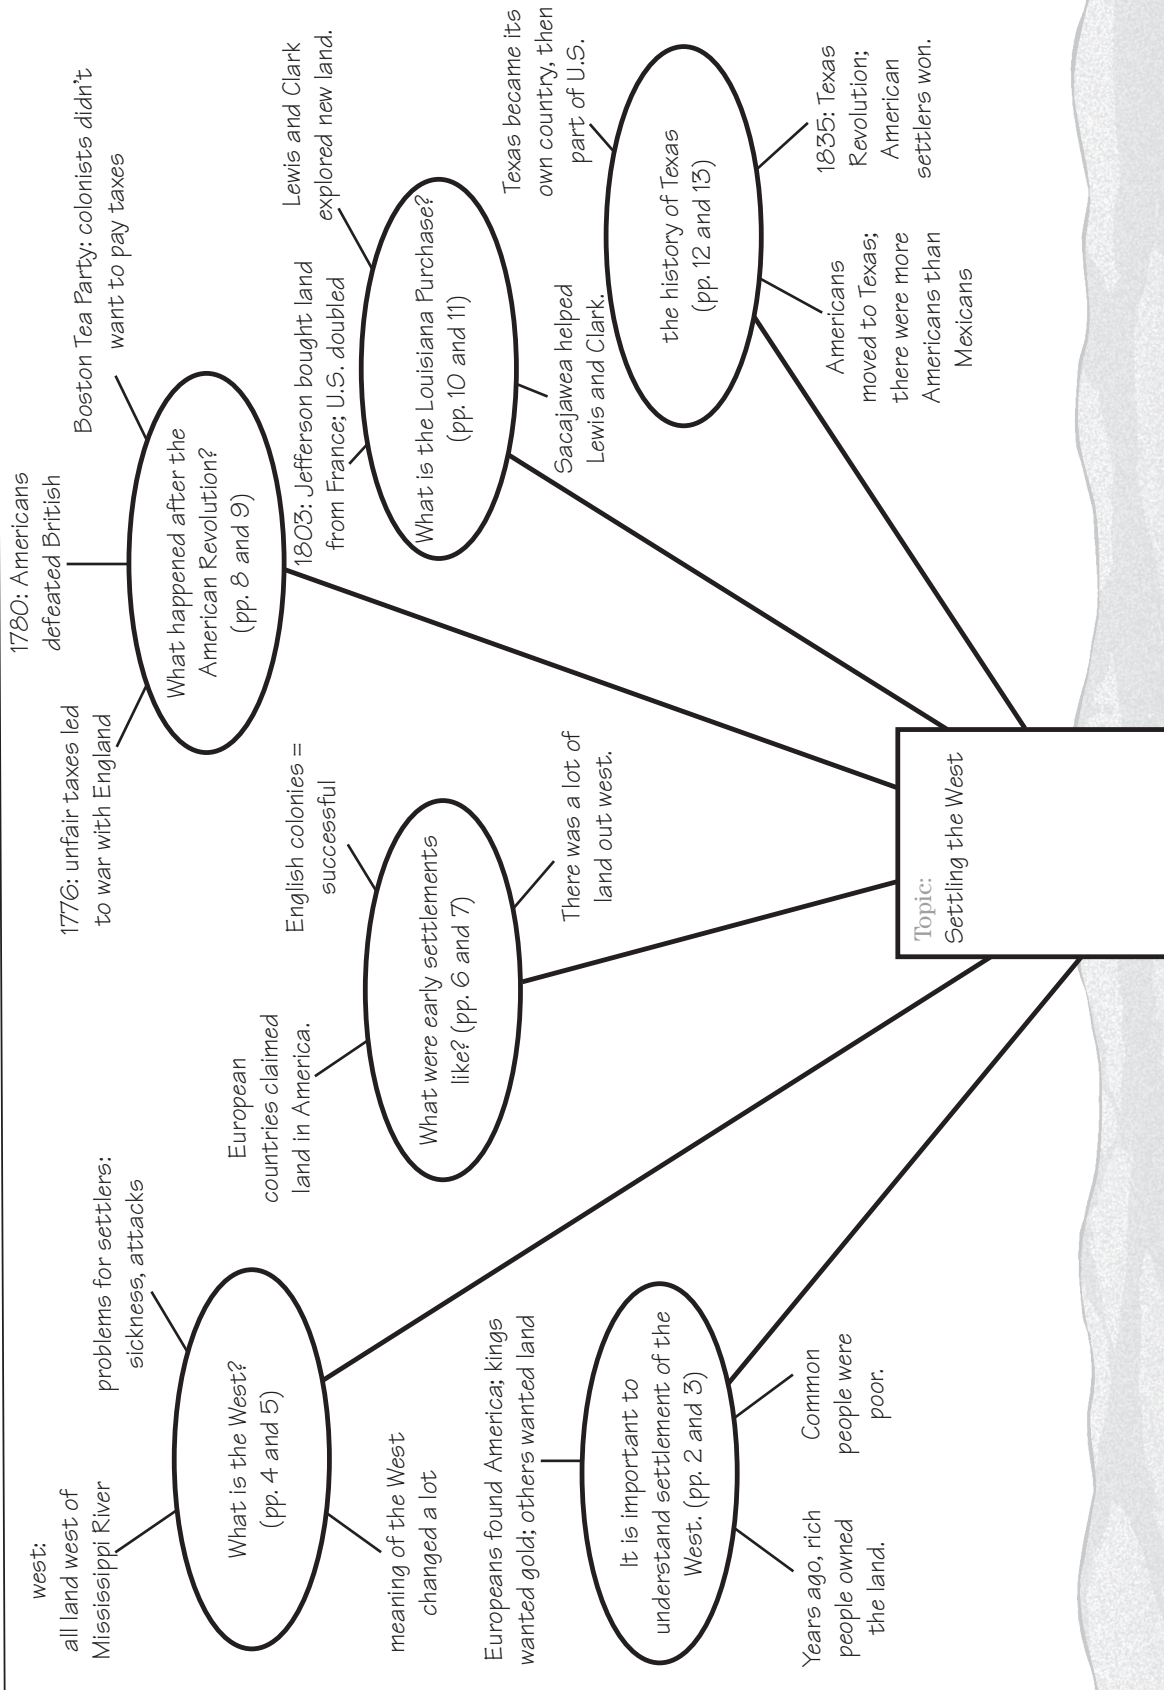 west:
all land west of
Mississippi River
problems for settlers:
sickness, attacks
What is the West?
(pp. 4 and 5)
meaning of the West
changed a lot
Europeans found America; kings
wanted gold; others wanted land
It is important to
understand settlement of the
West. (pp. 2 and 3)
Years ago, rich
people owned
the land.
Common
people were
poor.
European
countries claimed
land in America.
English colonies =
successful
What were early settlements
like? (pp. 6 and 7)
There was a lot of
land out west.
1776: unfair taxes led
to war with England
1780: Americans
defeated British
Boston Tea Party: colonists didn't
want to pay taxes
What happened after the
American Revolution?
(pp. 8 and 9)
1803: Jefferson bought land
from France; U.S. doubled
Lewis and Clark
explored new land.
What is the Louisiana Purchase?
(pp. 10 and 11)
Sacajawea helped
Lewis and Clark.
Texas became its
own country, then
part of U.S.
the history of Texas
(pp. 12 and 13)
Americans
moved to Texas;
there were more
Americans than
Mexicans
1835: Texas
Revolution;
American
settlers won.
Topic:
Settling the West